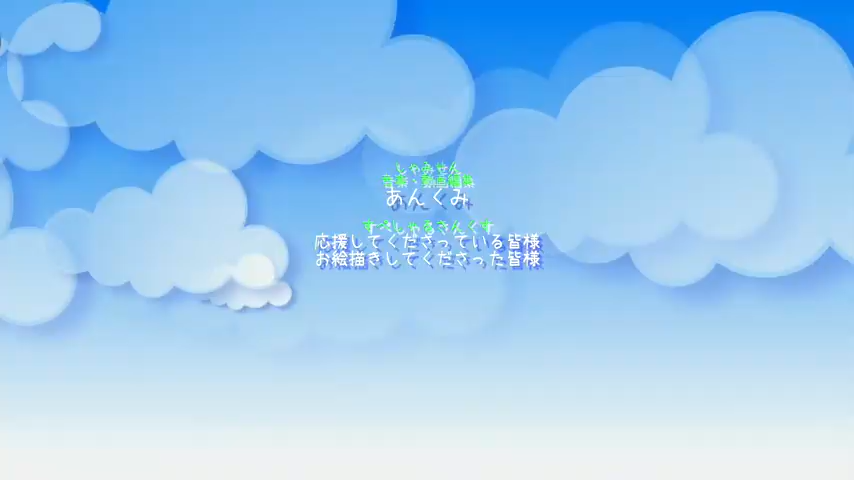 しゃみせん
音楽・動画編集
あんくみ
すぺしゃるさんくす
応援してくださっている皆様
お絵描きしてくださった皆様